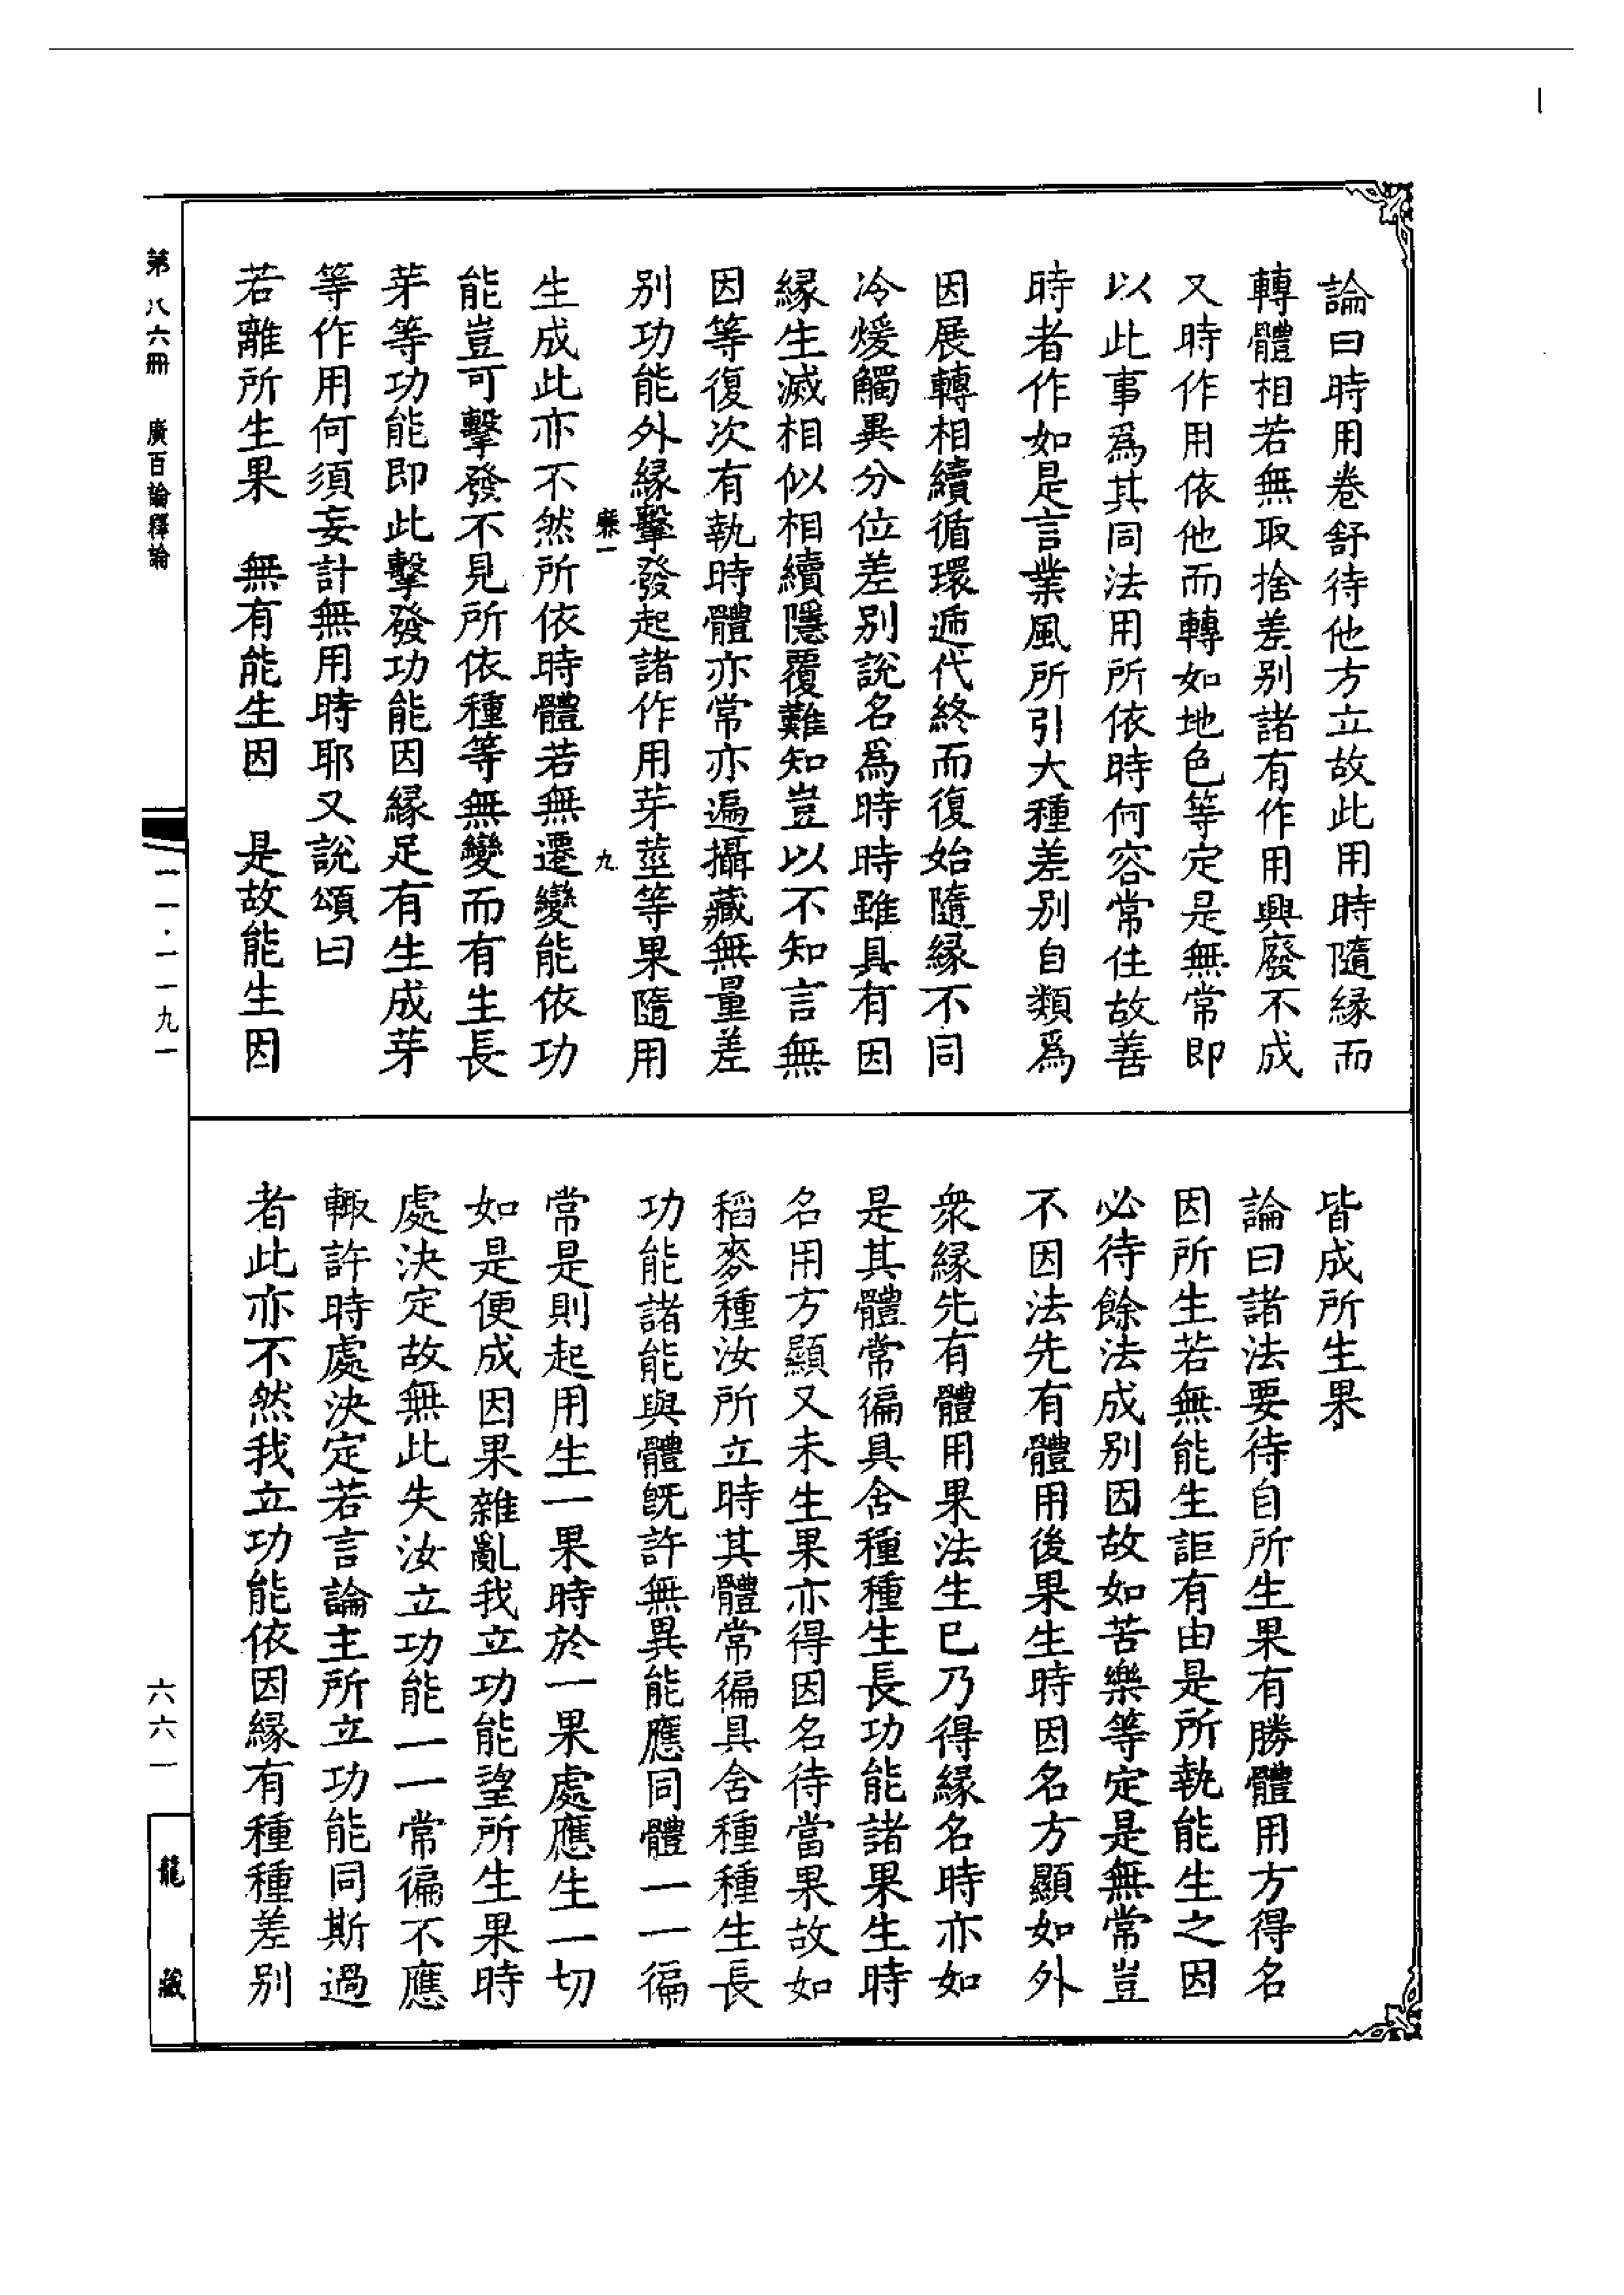 論曰時用卷舒待他方立故此用時隨緣而
轉體相若無取捨差別諸有作用興廢不成
又時作用依他而轉如地色等定是無常即
以此事爲其同法用所依時何容常住故善
時者作如是言業風所引大種差別自類爲
因展轉相續循環遞代終而復始隨緣不同
冷煖觸異分位差別說名爲時時雖具有因
緣生滅相似相續隱覆難知豈以不知言無
因等復次有執時體亦常亦遍攝藏無量差
別功能外緣擊發起諸作用芽莖等果隨用
九
生成此亦不然所依時體若無遷變能依功
能豈可擊發不見所依種等無變而有生長
芽等功能即此擊發功能因緣足有生成芽
等作用何須妄計無用時耶又說頌曰
若離所生果　無有能生因　是故能生因
皆成所生果
論曰諸法要待自所生果有勝體用方得名
因所生若無能生詎有由是所執能生之因
必待餘法成別因故如苦樂等定是無常豈
不因法先有體用後果生時因名方顯如外
衆緣先有體用果法生已乃得緣名時亦如
是其體常徧具含種種生長功能諸果生時
名用方顯又未生果亦得因名待當果故如
稻麥種汝所立時其體常徧具含種種生長
功能諸能與體旣許無異能應同體一一徧
常是則起用生一果時於一果處應生一切
如是便成因果雜亂我立功能望所生果時
處決定故無此失汝立功能一一常徧不應
輙許時處決定若言論主所立功能同斯過
者此亦不然我立功能依因緣有種種差別
第八六冊　廣百論釋論
一一·一一九一
六六一
龍藏